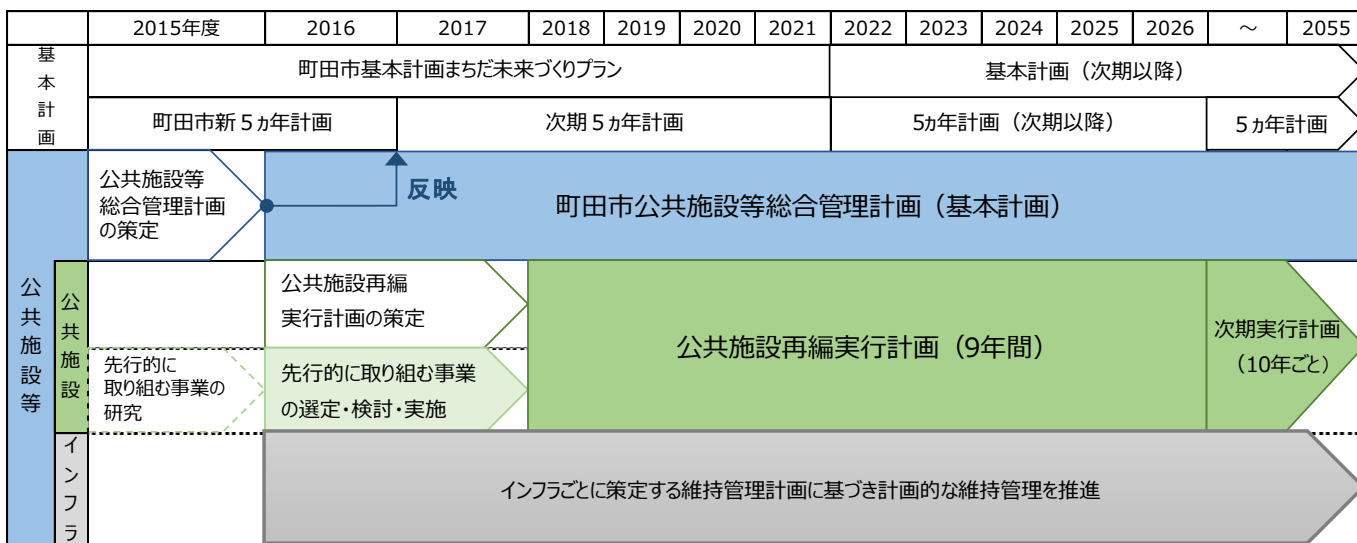 2015年度 2016 2017 2018 2019 2020 2021 2022 2023 2024 2025 2026 ～ 2055
基本計画
町田市基本計画まちだ未来づくりプラン
基本計画（次期以降）
町田市新５ヵ年計画
次期５ヵ年計画
5ヵ年計画（次期以降）
５ヵ年計画
公共施設等
公共施設等
総合管理計画
の策定
反映
町田市公共施設等総合管理計画（基本計画）
公共施設
公共施設再編
実行計画の策定
公共施設再編実行計画（9年間）
次期実行計画
（10年ごと）
先行的に
取り組む事業の
研究
先行的に取り組む事業
の選定・検討・実施
インフラ
インフラごとに策定する維持管理計画に基づき計画的な維持管理を推進